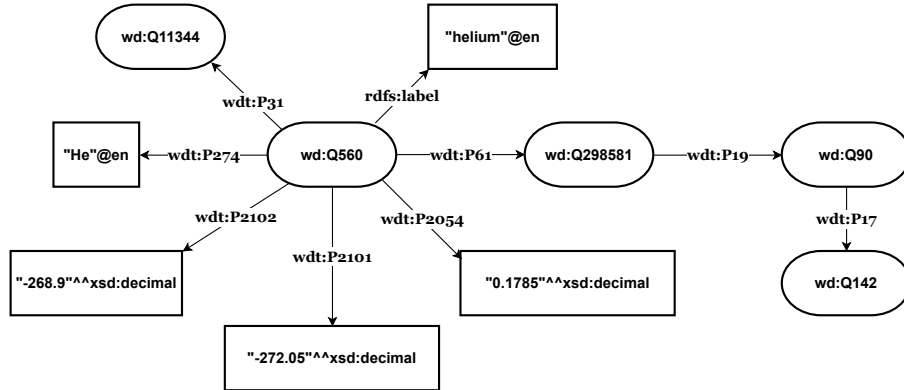 wd:Q11344
"helium"@en
wdt:P31
rdfs:label
"He"@en
wdt:P274
wd:Q560
wdt:P61
wd:Q298581
wdt:P19
wd:Q90
wdt:P2102
wdt:P2054
wdt:P17
wdt:P2101
"-268.9"^^xsd:decimal
"0.1785"^^xsd:decimal
wd:Q142
"-272.05"^^xsd:decimal